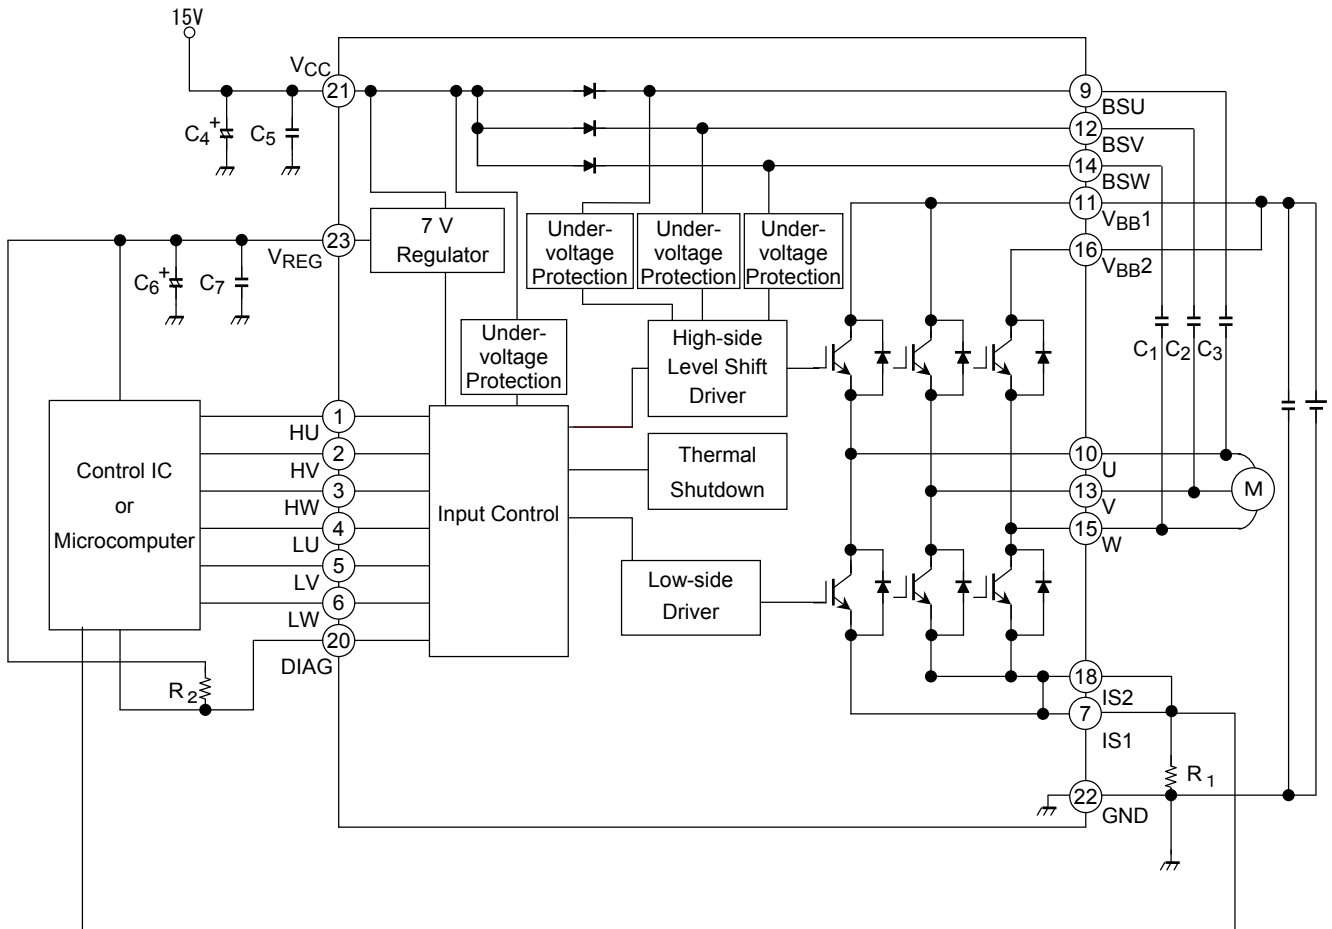 15V
VCC
21
9
BSU
C4
+
C5
12
BSV
14
BSW
11
VBB1
7 V
Regulator
Under-
voltage
Protection
Under-
voltage
Protection
Under-
voltage
Protection
23
VREG
16
VBB2
C6
+
C7
Under-
voltage
Protection
High-side
Level Shift
Driver
C1
C2
C3
1
HU
2
HV
3
HW
4
LU
5
LV
6
LW
20
DIAG
Control IC
or
Microcomputer
Input Control
Thermal
Shutdown
Low-side
Driver
10
U
13
V
15
W
M
R2
18
IS2
7
IS1
R1
22
GND